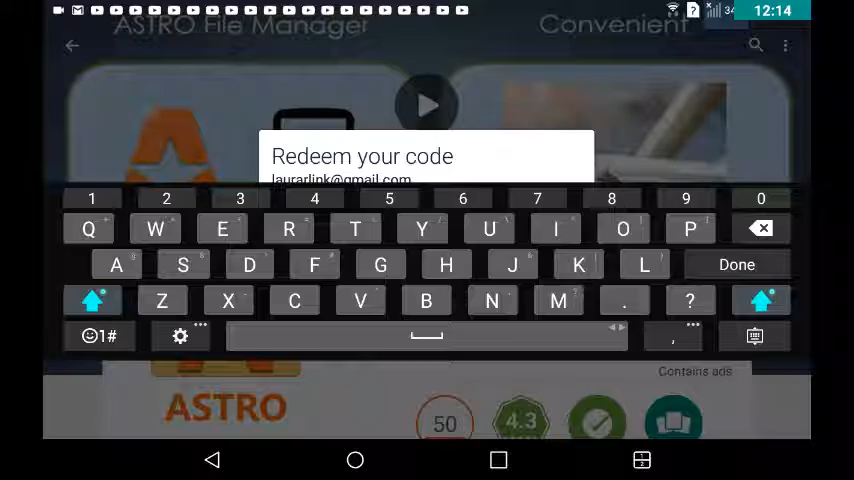 12:14
ASTRO File Manager
Convenient
Redeem your code
laurarlink@gmail.com
1 2 3 4 5 6 7 8 9 0
Q W E R T Y U I O P
A S D F G H J K L Done
Z X C V B N M . ?
1# ,
Contains ads
ASTRO
50
4.3